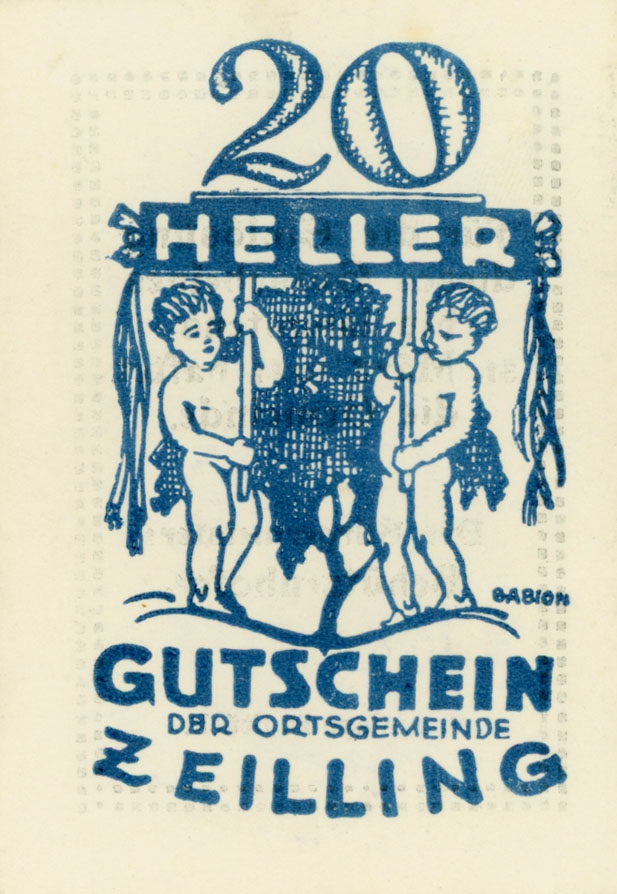 20
HELLER
GABION
GUTSCHEIN
DER ORTSGEMEINDE
ZEILLING